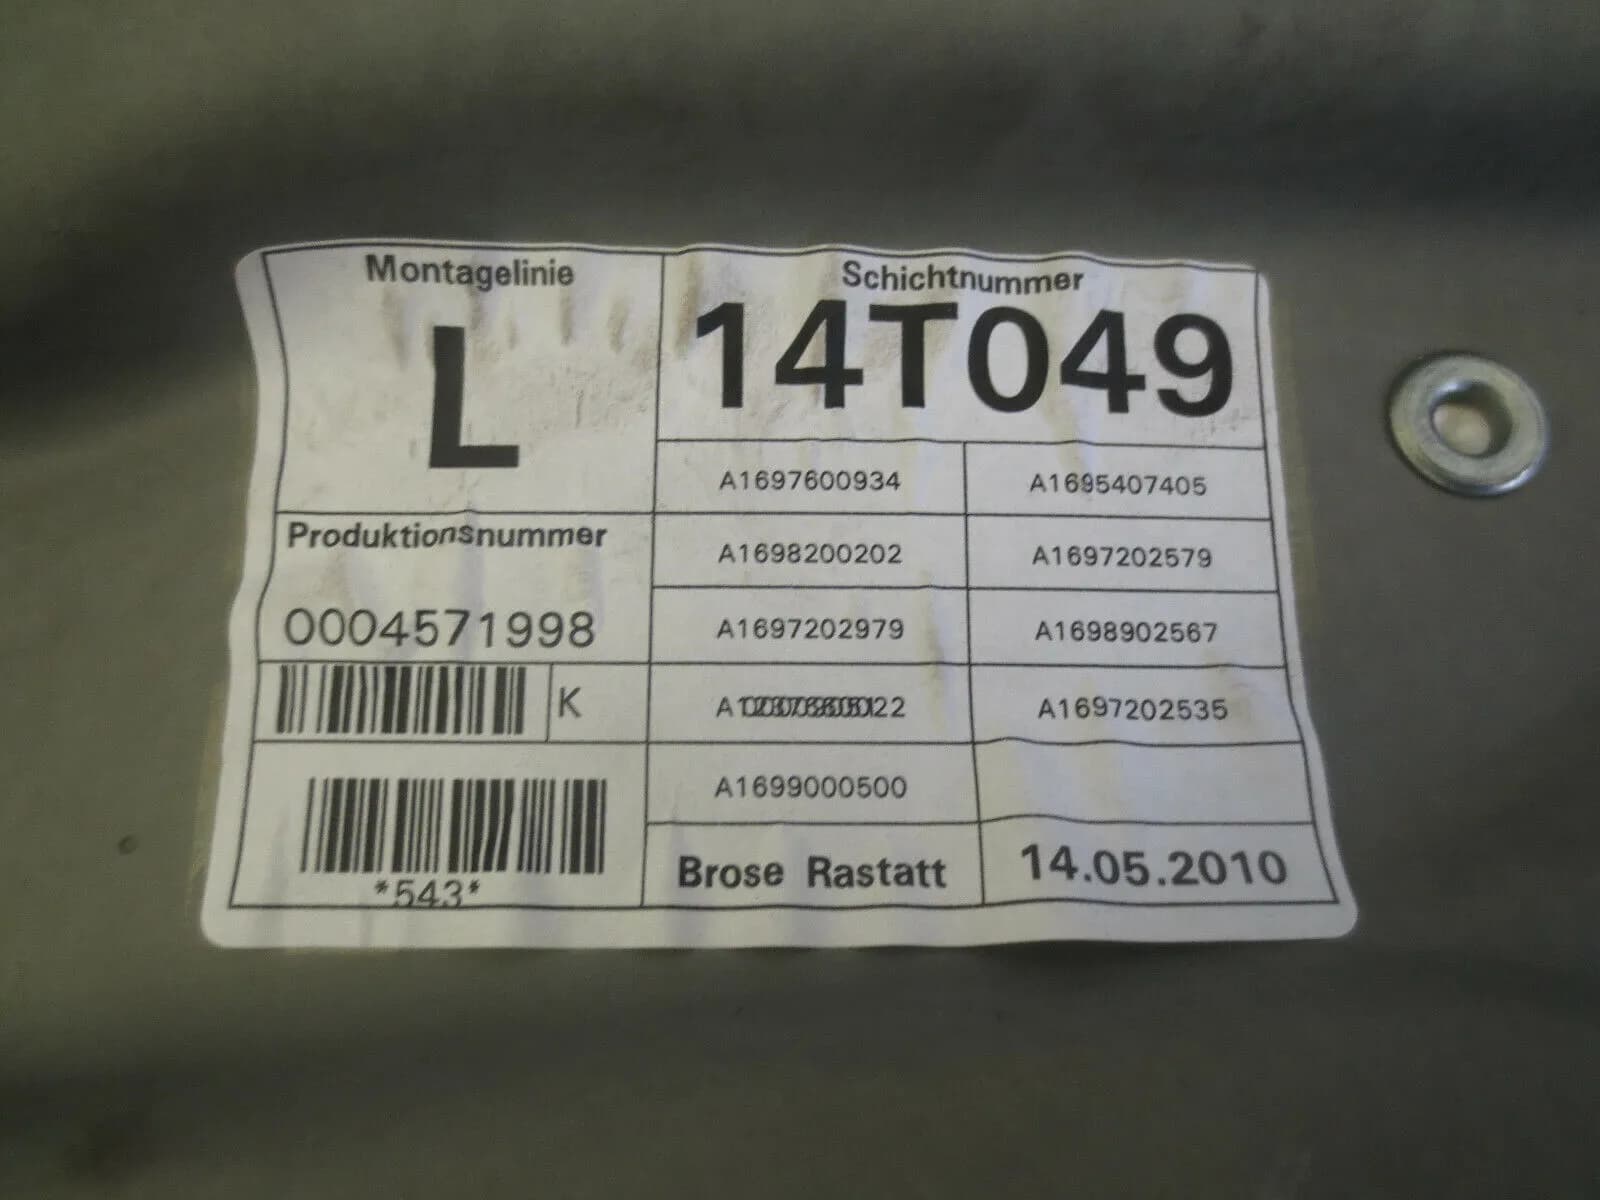 Montagelinie
L
Schichtnummer
14T049
A1697600934 A1695407405
A1698200202 A1697202579
Produktionsnummer
0004571998
A1697202979 A1698902567
K
A1697202535
A1699000500
*543*
Brose Rastatt 14.05.2010